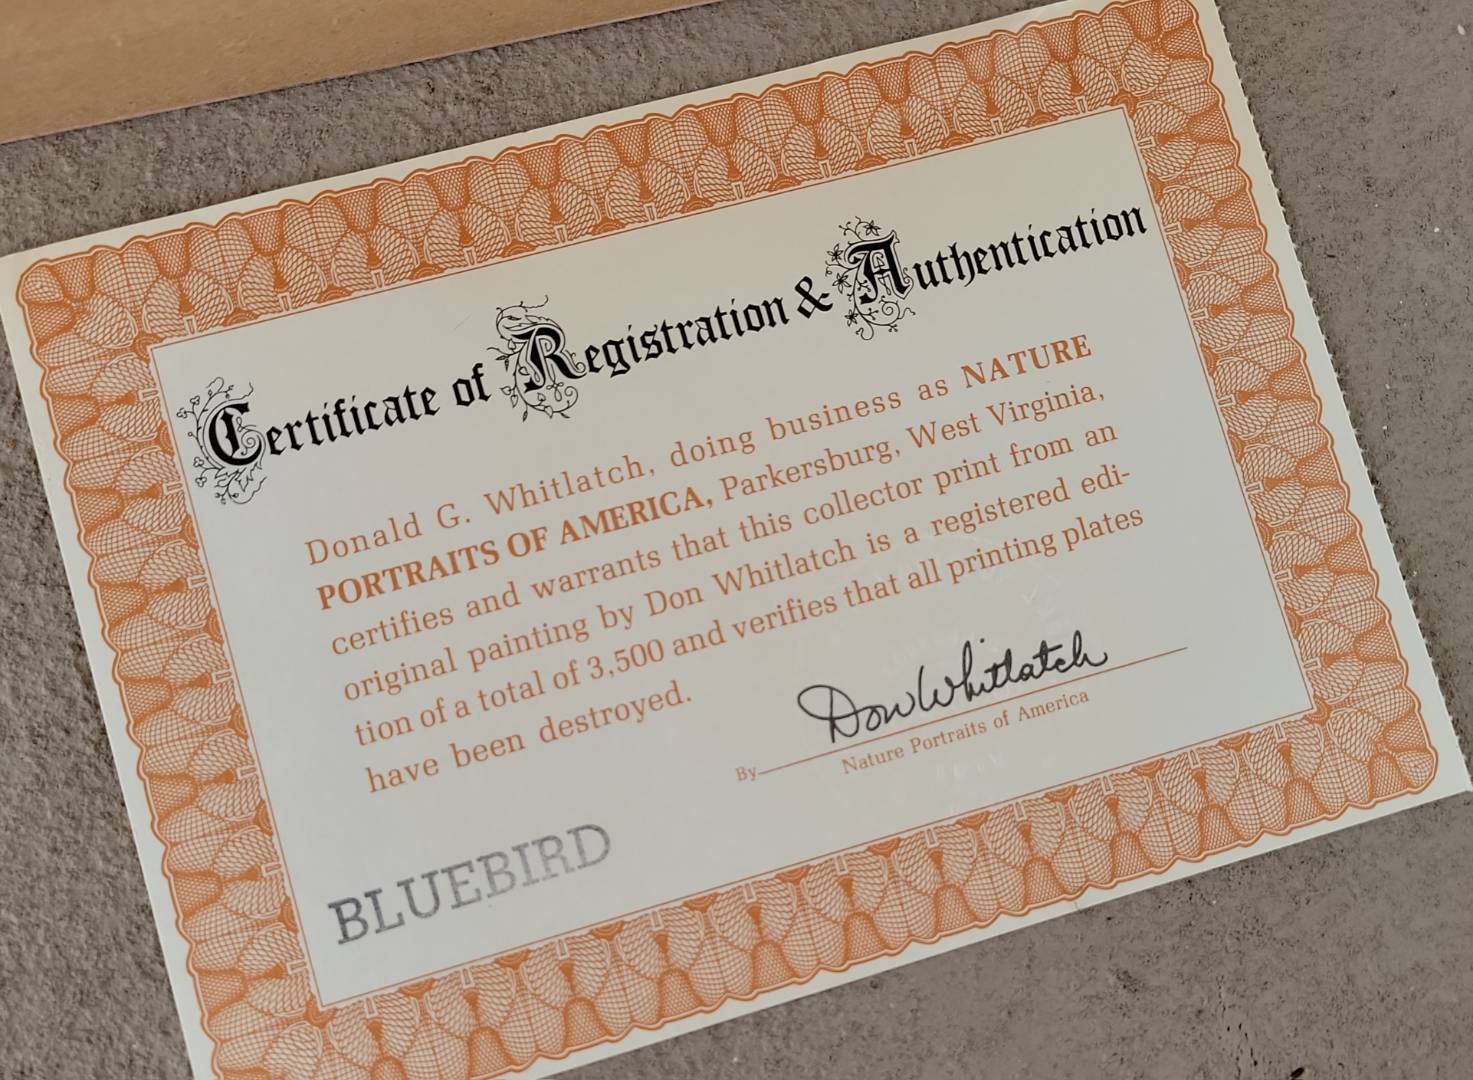 Certificate of Registration & Authentication
Donald G. Whitlatch, doing business as NATURE
PORTRAITS OF AMERICA, Parkersburg, West Virginia,
certifies and warrants that this collector print from an
original painting by Don Whitlatch is a registered edi-
tion of a total of 3,500 and verifies that all printing plates
have been destroyed.
Don Whitlatch
By
Nature Portraits of America
BLUEBIRD